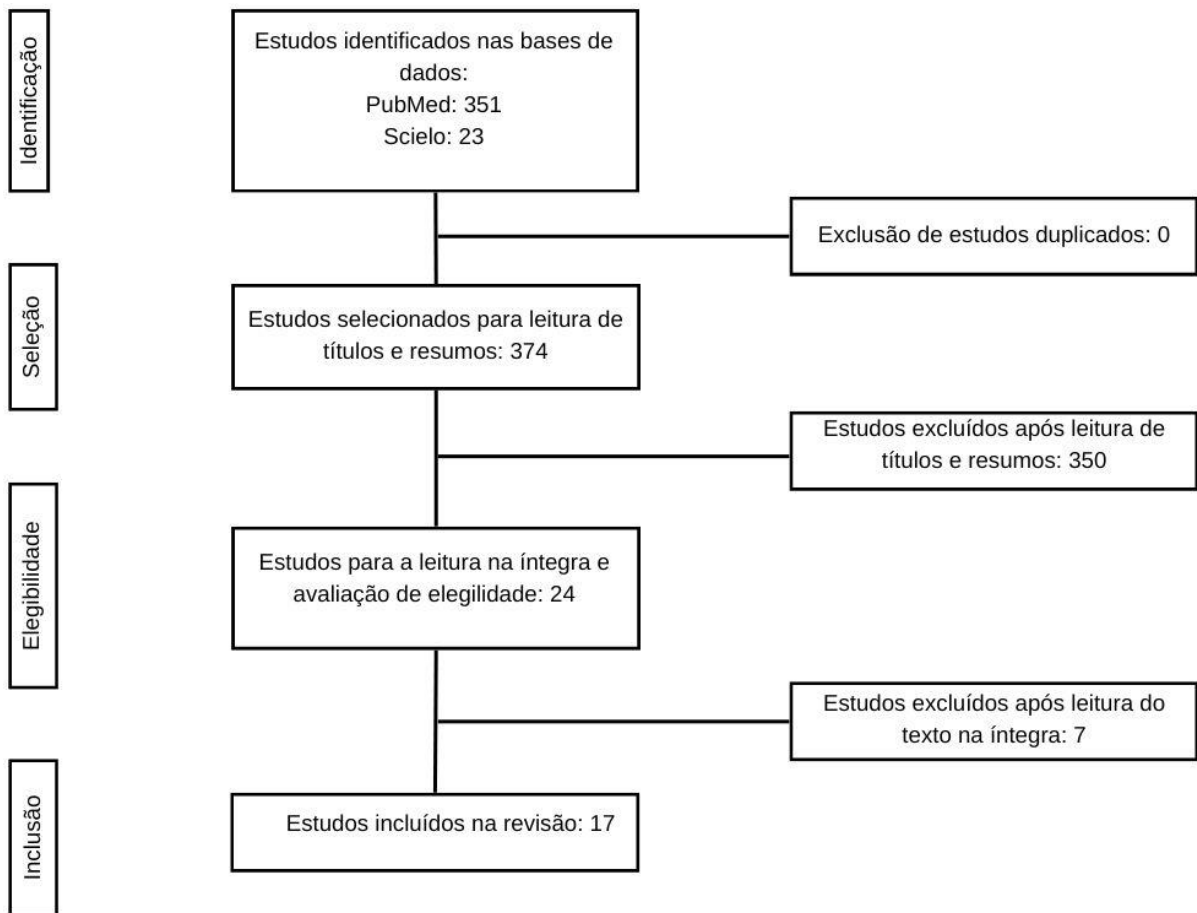 Identificação
Estudos identificados nas bases de
dados:
PubMed: 351
Scielo: 23
Exclusão de estudos duplicados: 0
Seleção
Estudos selecionados para leitura de
títulos e resumos: 374
Estudos excluídos após leitura de
títulos e resumos: 350
Elegibilidade
Estudos para a leitura na íntegra e
avaliação de elegilidade: 24
Estudos excluídos após leitura do
texto na íntegra: 7
Inclusão
Estudos incluídos na revisão: 17